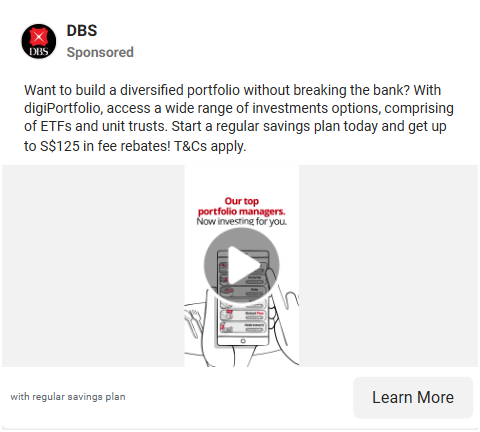 DBS
Sponsored
DBS
Want to build a diversified portfolio without breaking the bank? With
digiPortfolio, access a wide range of investments options, comprising
of ETFs and unit trusts. Start a regular savings plan today and get up
to S$125 in fee rebates! T&Cs apply.
Our top
portfolio managers.
Now investing for you.
with regular savings plan
Learn More